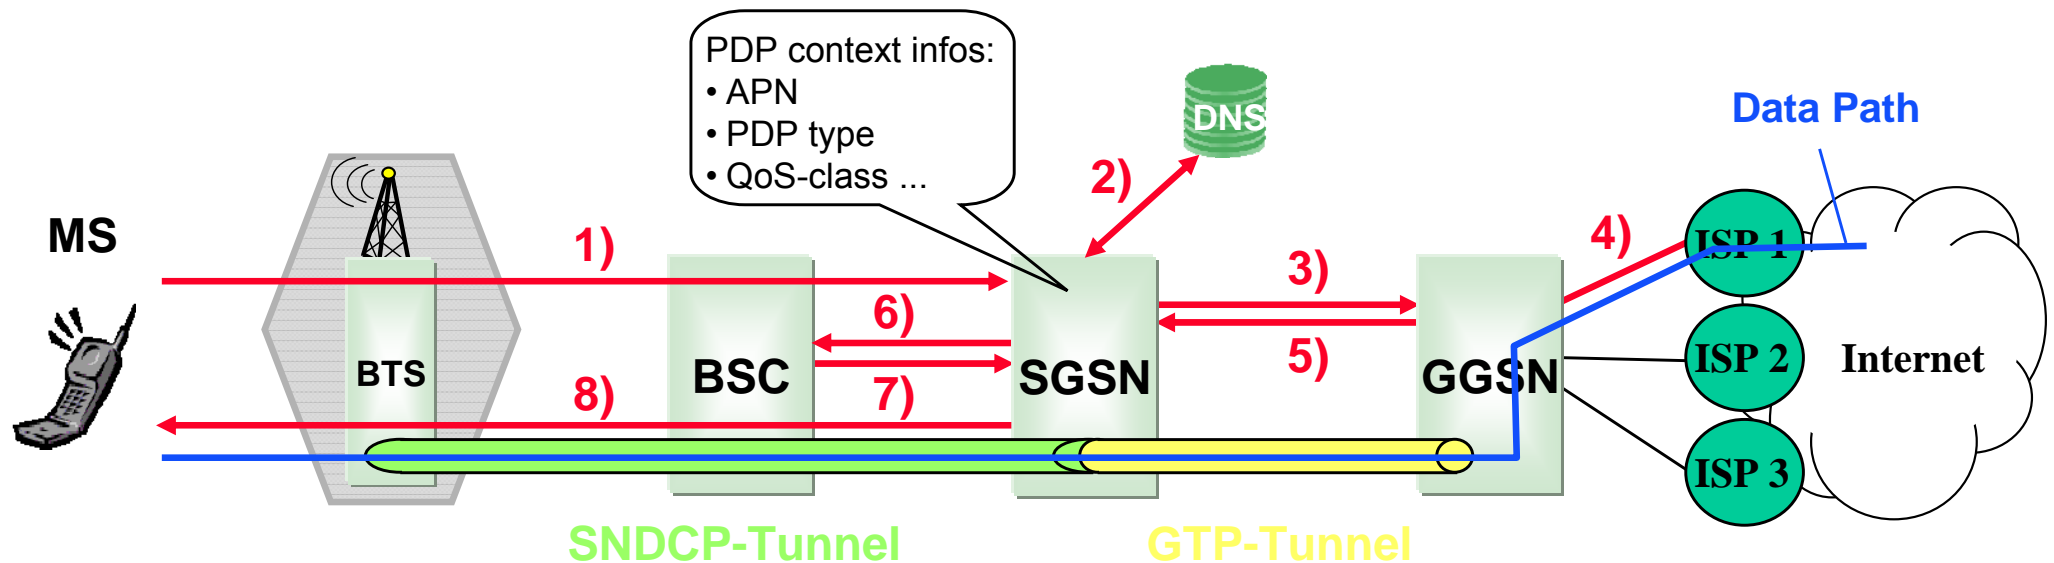 PDP context infos:
• APN
• PDP type
• QoS-class ...
DNS
Data Path
2)
MS
1)
3)
4)
ISP 1
6)
5)
BTS
BSC
SGSN
GGSN
ISP 2
Internet
8)
7)
ISP 3
SNDCP-Tunnel
GTP-Tunnel